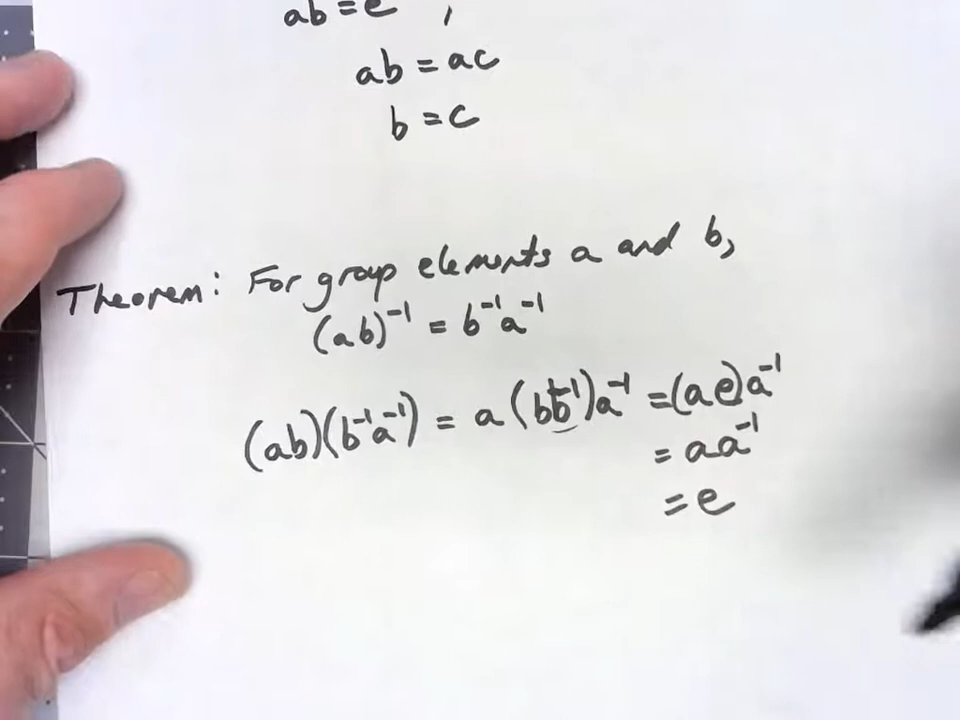 ab = e ,
ab = ac
b = c
Theorem: For group elements a and b,
(ab)⁻¹ = b⁻¹a⁻¹
(ab)(b⁻¹a⁻¹) = a(bb⁻¹)a⁻¹ = (ae)a⁻¹
= aa⁻¹
= e